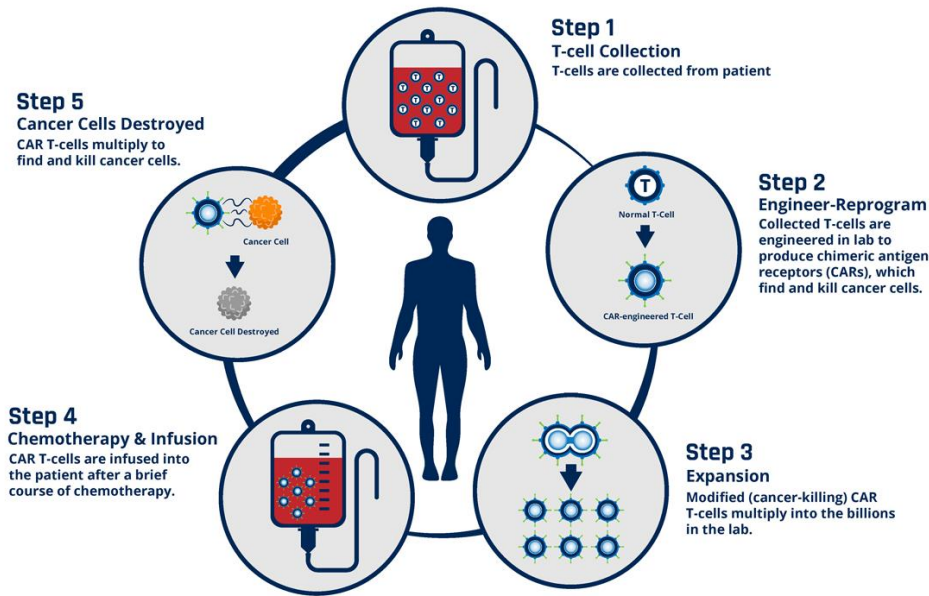 Step 1
T-cell Collection
T-cells are collected from patient
T
T
T
T
T
T
T
T
T
T
T
T
Step 2
Engineer-Reprogram
Collected T-cells are
engineered in lab to
produce chimeric antigen
receptors (CARs), which
find and kill cancer cells.
T
Normal T-Cell
CAR-engineered T-Cell
Step 3
Expansion
Modified (cancer-killing) CAR
T-cells multiply into the billions
in the lab.
Step 4
Chemotherapy & Infusion
CAR T-cells are infused into
the patient after a brief
course of chemotherapy.
Step 5
Cancer Cells Destroyed
CAR T-cells multiply to
find and kill cancer cells.
Cancer Cell
Cancer Cell Destroyed